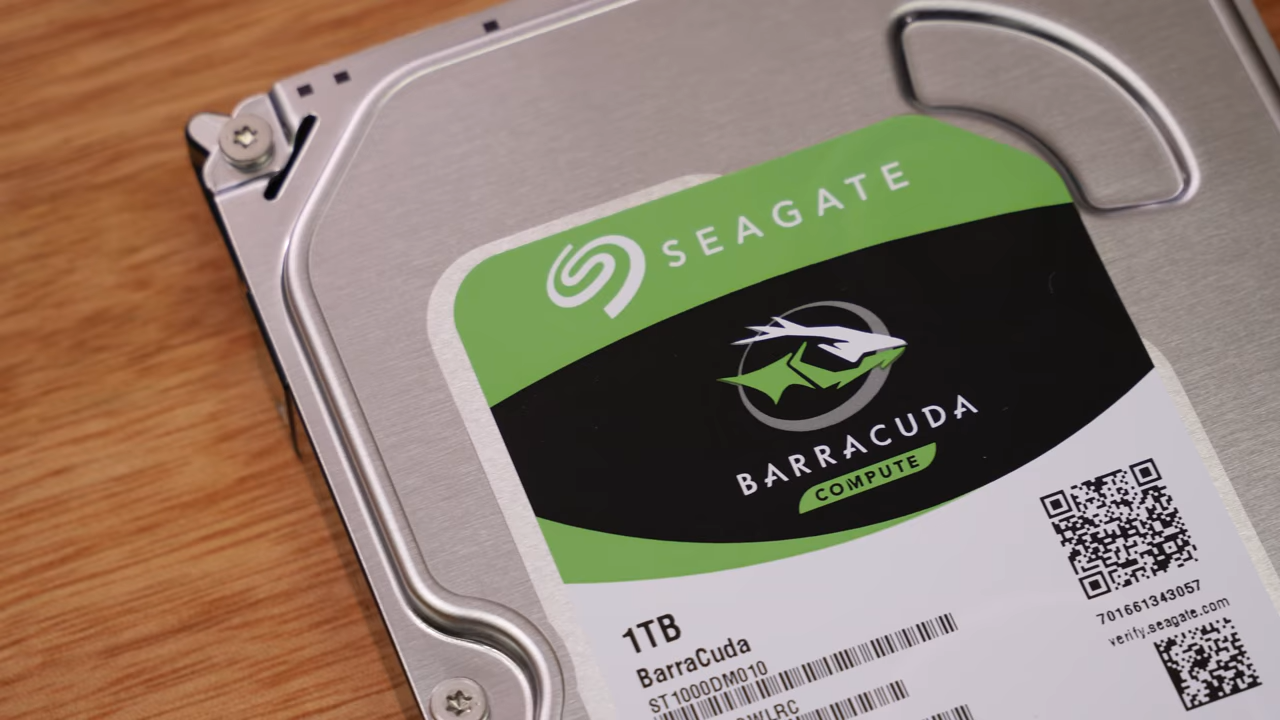 SEAGATE
BARRACUDA
COMPUTE
1TB
BarraCuda
ST1000DM010
701661343057
verify.seagate.com